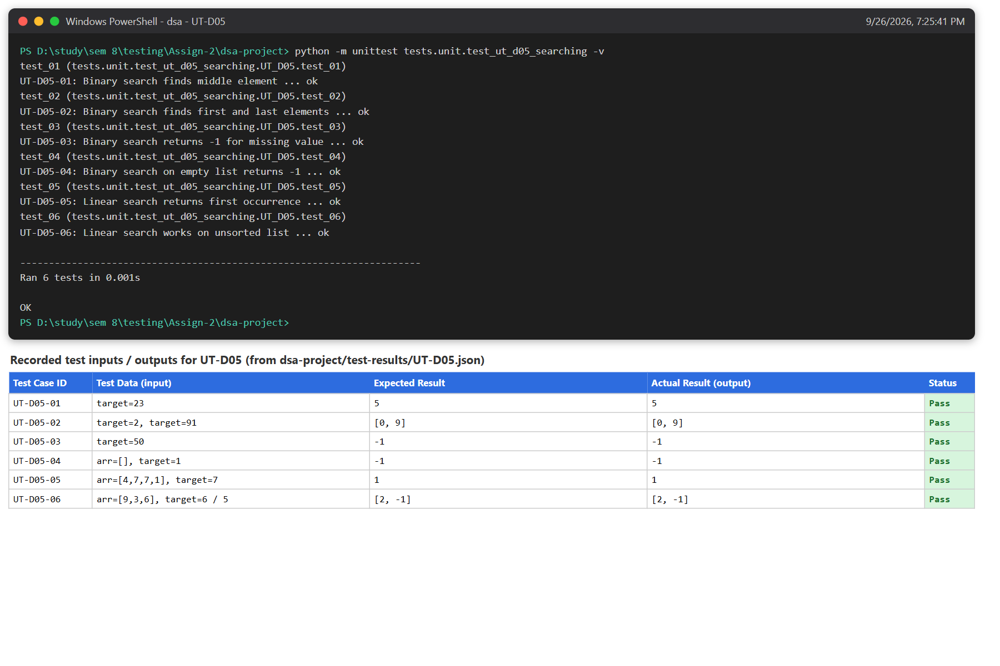 Windows PowerShell - dsa - UT-D05 9/26/2026, 7:25:41 PM
PS D:\study\sem 8\testing\Assign-2\dsa-project> python -m unittest tests.unit.test_ut_d05_searching -v
test_01 (tests.unit.test_ut_d05_searching.UT_D05.test_01)
UT-D05-01: Binary search finds middle element ... ok
test_02 (tests.unit.test_ut_d05_searching.UT_D05.test_02)
UT-D05-02: Binary search finds first and last elements ... ok
test_03 (tests.unit.test_ut_d05_searching.UT_D05.test_03)
UT-D05-03: Binary search returns -1 for missing value ... ok
test_04 (tests.unit.test_ut_d05_searching.UT_D05.test_04)
UT-D05-04: Binary search on empty list returns -1 ... ok
test_05 (tests.unit.test_ut_d05_searching.UT_D05.test_05)
UT-D05-05: Linear search returns first occurrence ... ok
test_06 (tests.unit.test_ut_d05_searching.UT_D05.test_06)
UT-D05-06: Linear search works on unsorted list ... ok
----------------------------------------------------------------------
Ran 6 tests in 0.001s
OK
PS D:\study\sem 8\testing\Assign-2\dsa-project>
Recorded test inputs / outputs for UT-D05 (from dsa-project/test-results/UT-D05.json)
Test Case ID Test Data (input) Expected Result Actual Result (output) Status
UT-D05-01 target=23 5 5 Pass
UT-D05-02 target=2, target=91 [0, 9] [0, 9] Pass
UT-D05-03 target=50 -1 -1 Pass
UT-D05-04 arr=[], target=1 -1 -1 Pass
UT-D05-05 arr=[4,7,7,1], target=7 1 1 Pass
UT-D05-06 arr=[9,3,6], target=6 / 5 [2, -1] [2, -1] Pass